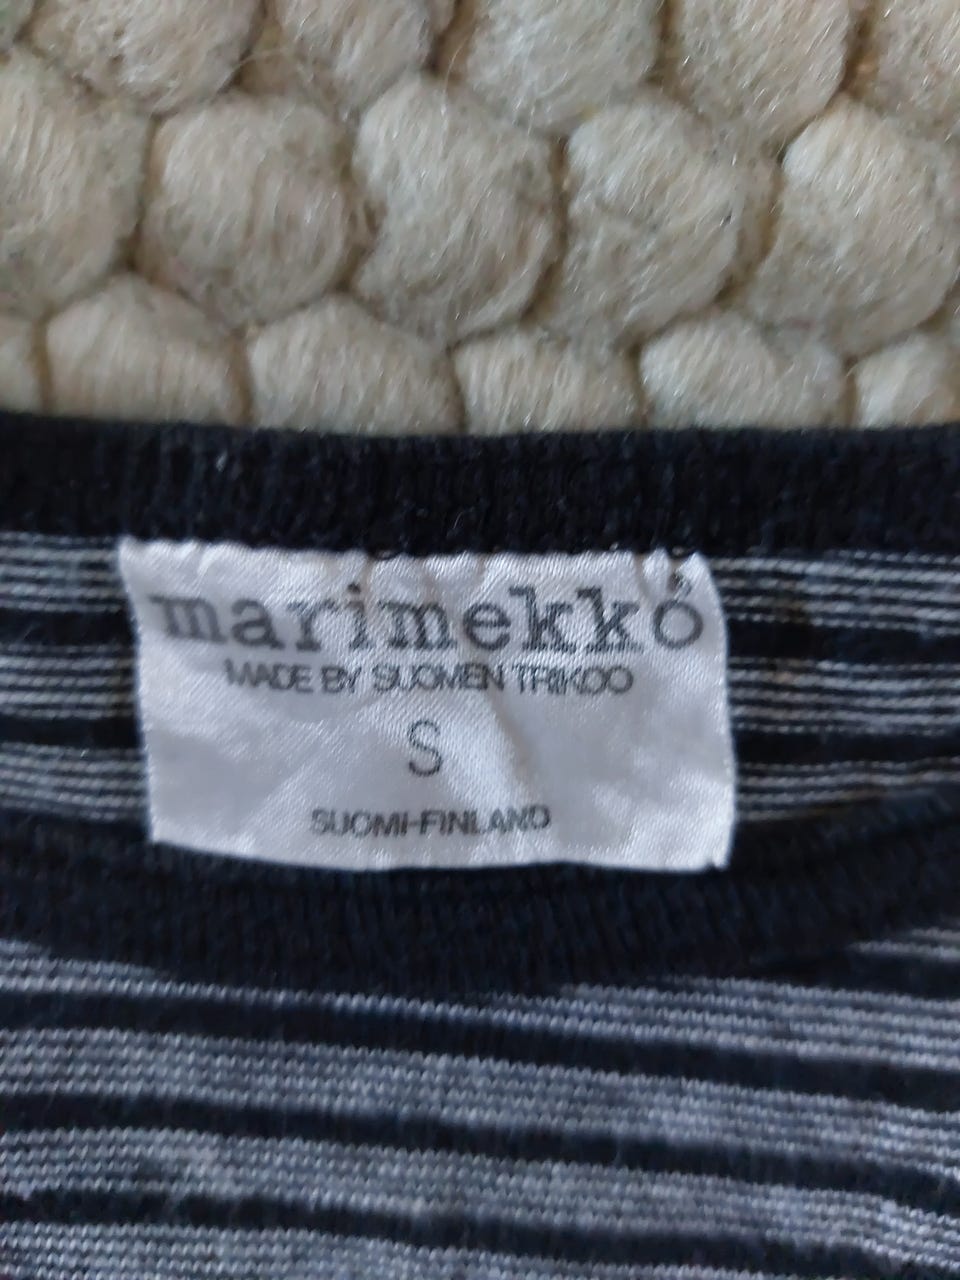 marimekko
MADE BY SUOMEN TRIKOO
S
SUOMI-FINLAND